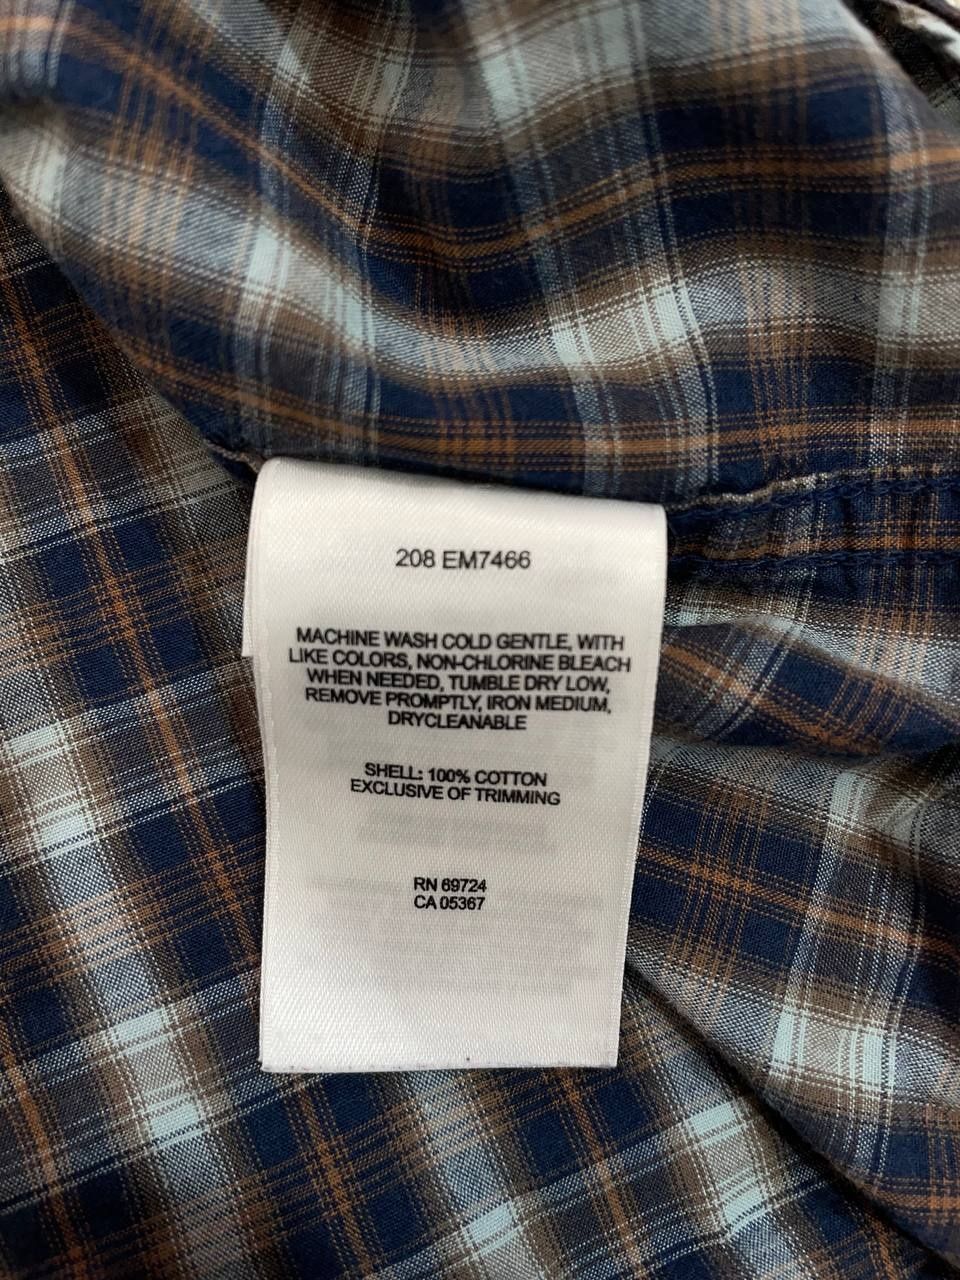 208 EM7466
MACHINE WASH COLD GENTLE, WITH
LIKE COLORS, NON-CHLORINE BLEACH
WHEN NEEDED, TUMBLE DRY LOW,
REMOVE PROMPTLY, IRON MEDIUM,
DRYCLEANABLE
SHELL: 100% COTTON
EXCLUSIVE OF TRIMMING
RN 69724
CA 05367